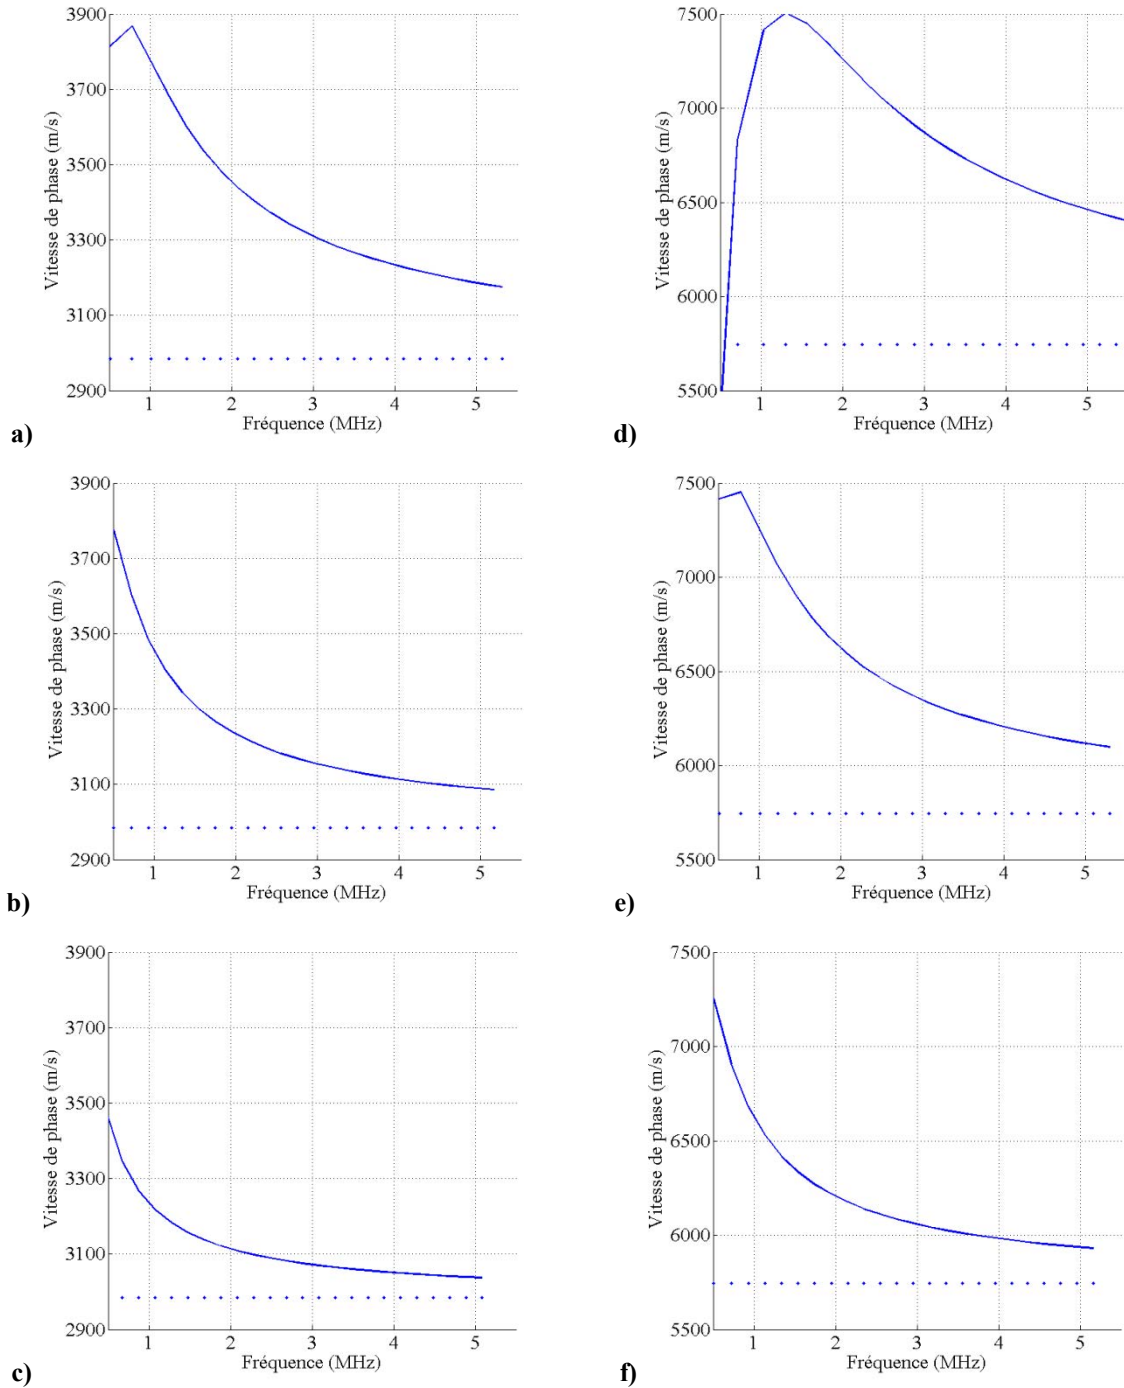 3900
3700
3500
3300
3100
2900
Vitesse de phase (m/s)
1 2 3 4 5
Fréquence (MHz)
a)
7500
7000
6500
6000
5500
Vitesse de phase (m/s)
1 2 3 4 5
Fréquence (MHz)
d)
3900
3700
3500
3300
3100
2900
Vitesse de phase (m/s)
1 2 3 4 5
Fréquence (MHz)
b)
7500
7000
6500
6000
5500
Vitesse de phase (m/s)
1 2 3 4 5
Fréquence (MHz)
e)
3900
3700
3500
3300
3100
2900
Vitesse de phase (m/s)
1 2 3 4 5
Fréquence (MHz)
c)
7500
7000
6500
6000
5500
Vitesse de phase (m/s)
1 2 3 4 5
Fréquence (MHz)
f)